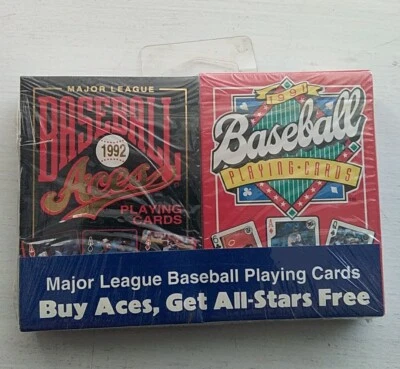 MAJOR LEAGUE
BASEBALL
1992
Aces
PLAYING
CARDS
1991
Baseball
PLAYING • CARDS
Major League Baseball Playing Cards
Buy Aces, Get All-Stars Free